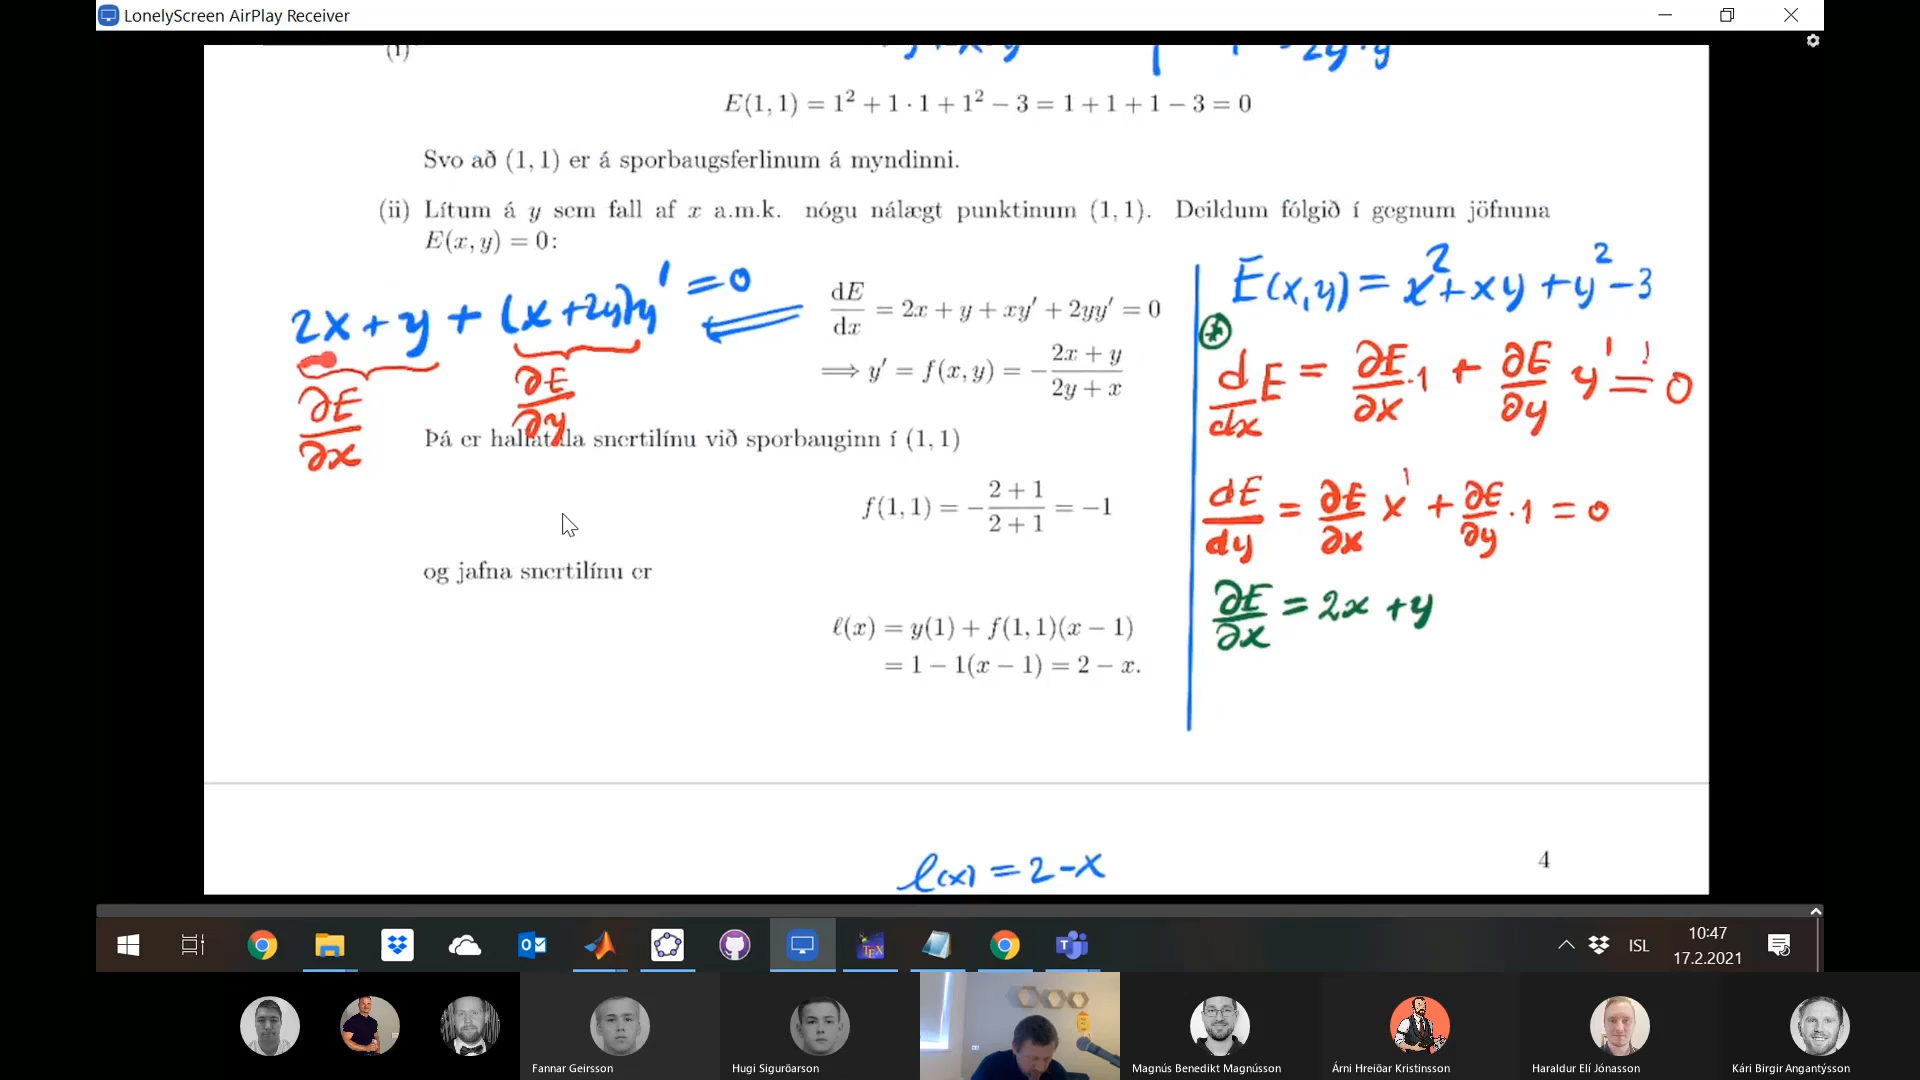 LonelyScreen AirPlay Receiver
(i)
E(1, 1) = 1² + 1 · 1 + 1² − 3 = 1 + 1 + 1 − 3 = 0
Svo að (1, 1) er á sporbaugsferlinum á myndinni.
(ii) Lítum á y sem fall af x a.m.k. nógu nálægt punktinum (1, 1). Deildum fólgið í gegnum jöfnuna
E(x, y) = 0:
2x + y + (x + 2y)y' = 0
∂E/∂x
∂E/∂y
dE/dx = 2x + y + xy′ + 2yy′ = 0
⟹ y′ = f(x, y) = − (2x + y)/(2y + x)
Þá er hallatala snertilínu við sporbauginn í (1, 1)
f(1, 1) = − (2 + 1)/(2 + 1) = −1
og jafna snertilínu er
ℓ(x) = y(1) + f(1, 1)(x − 1)
= 1 − 1(x − 1) = 2 − x.
E(x,y) = x² + xy + y² − 3
d/dx E = ∂E/∂x · 1 + ∂E/∂y y' =! 0
dE/dy = ∂E/∂x x' + ∂E/∂y · 1 = 0
∂E/∂x = 2x + y
4
ℓ(x) = 2 − x
ISL
10:47
17.2.2021
Fannar Geirsson
Hugi Sigurðarson
Magnús Benedikt Magnússon
Árni Hreiðar Kristinsson
Haraldur Elí Jónasson
Kári Birgir Angantýsson